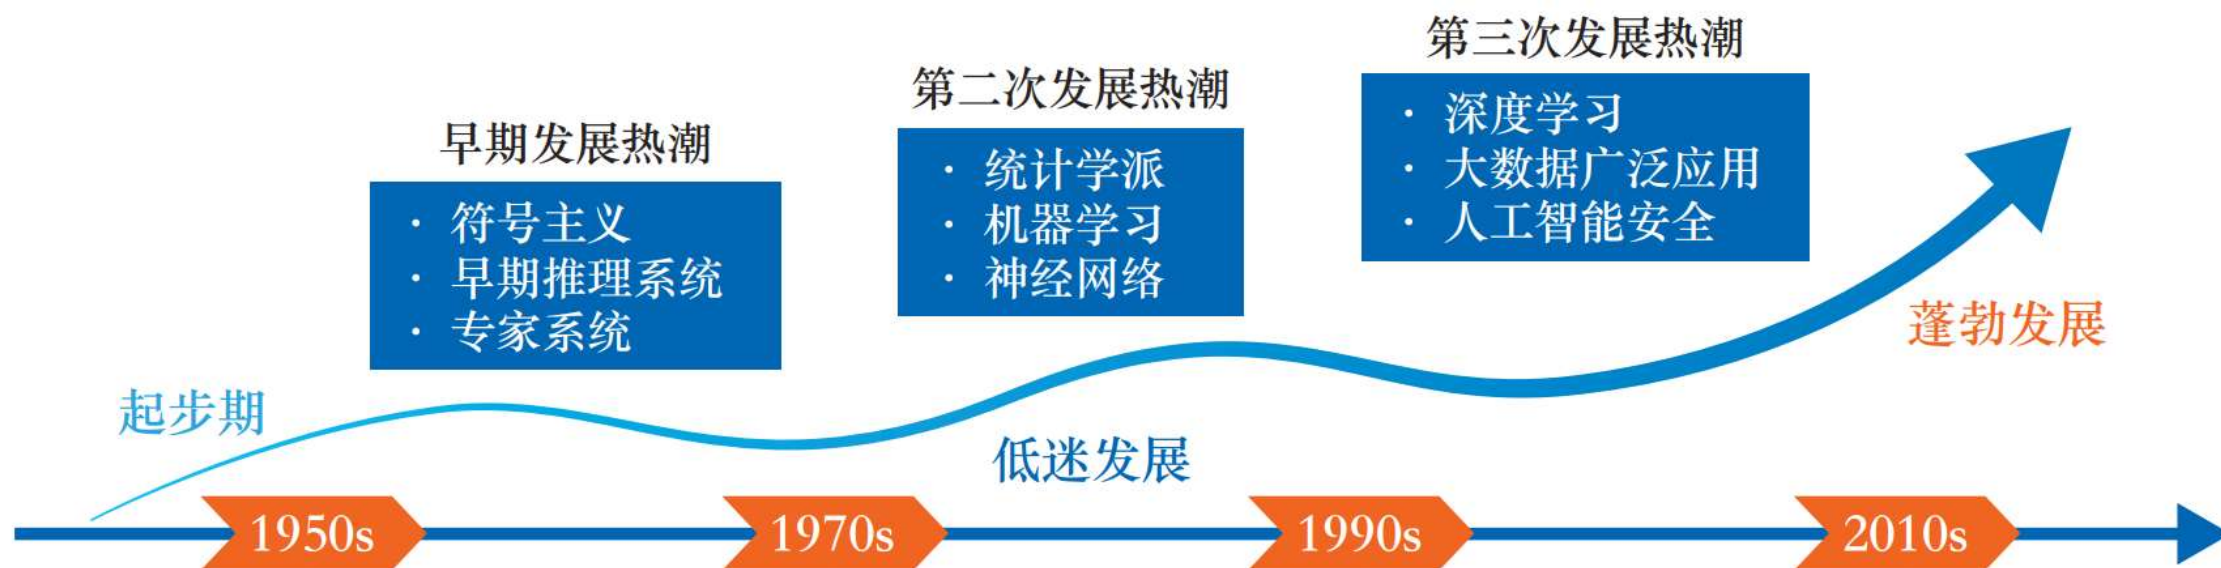 早期发展热潮
· 符号主义
· 早期推理系统
· 专家系统
第二次发展热潮
· 统计学派
· 机器学习
· 神经网络
第三次发展热潮
· 深度学习
· 大数据广泛应用
· 人工智能安全
起步期
低迷发展
蓬勃发展
1950s
1970s
1990s
2010s